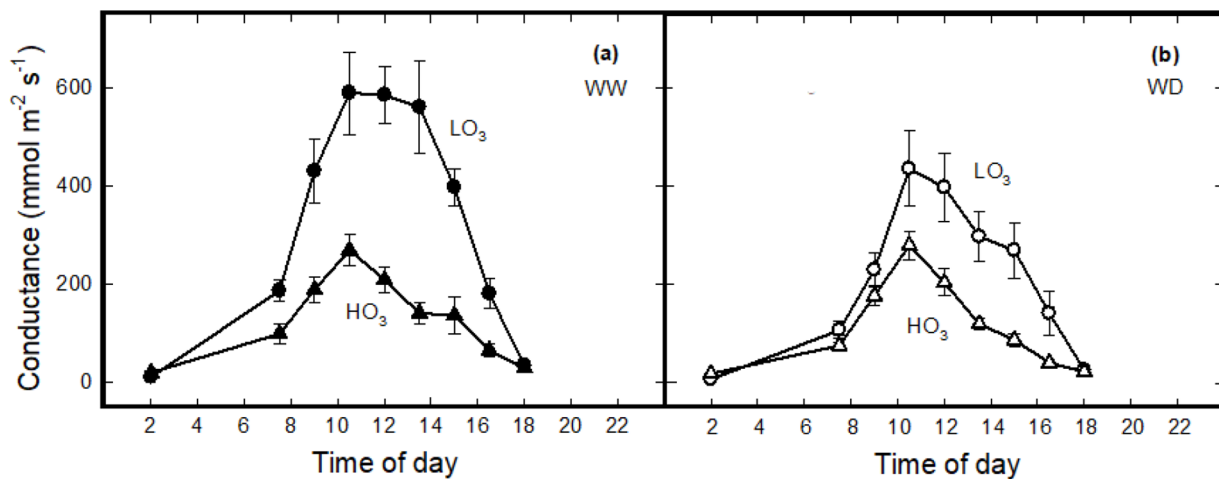 Conductance (mmol m⁻² s⁻¹)
600
400
200
0
(a)
WW
LO₃
HO₃
2 4 6 8 10 12 14 16 18 20 22
Time of day
(b)
WD
LO₃
HO₃
2 4 6 8 10 12 14 16 18 20 22
Time of day